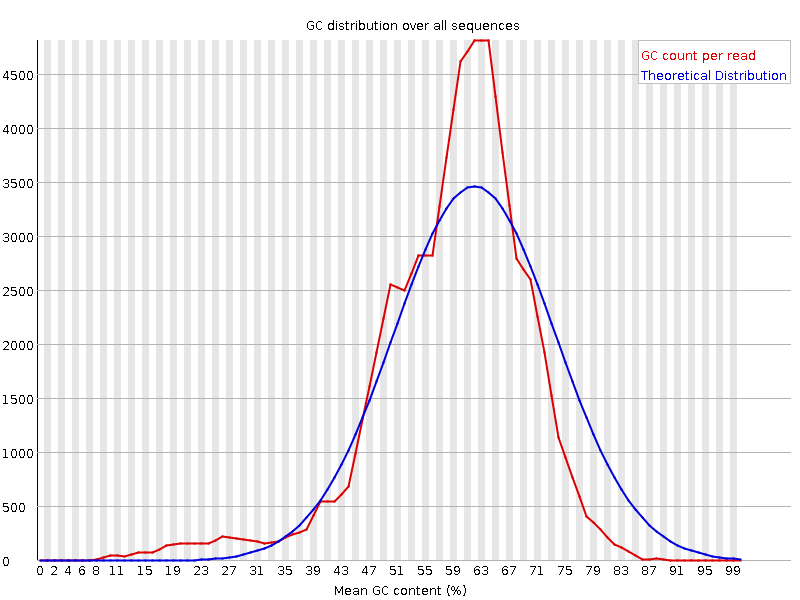 GC distribution over all sequences
GC count per read
Theoretical Distribution
4500
4000
3500
3000
2500
2000
1500
1000
500
0
0 2 4 6 8 11 15 19 23 27 31 35 39 43 47 51 55 59 63 67 71 75 79 83 87 91 95 99
Mean GC content (%)